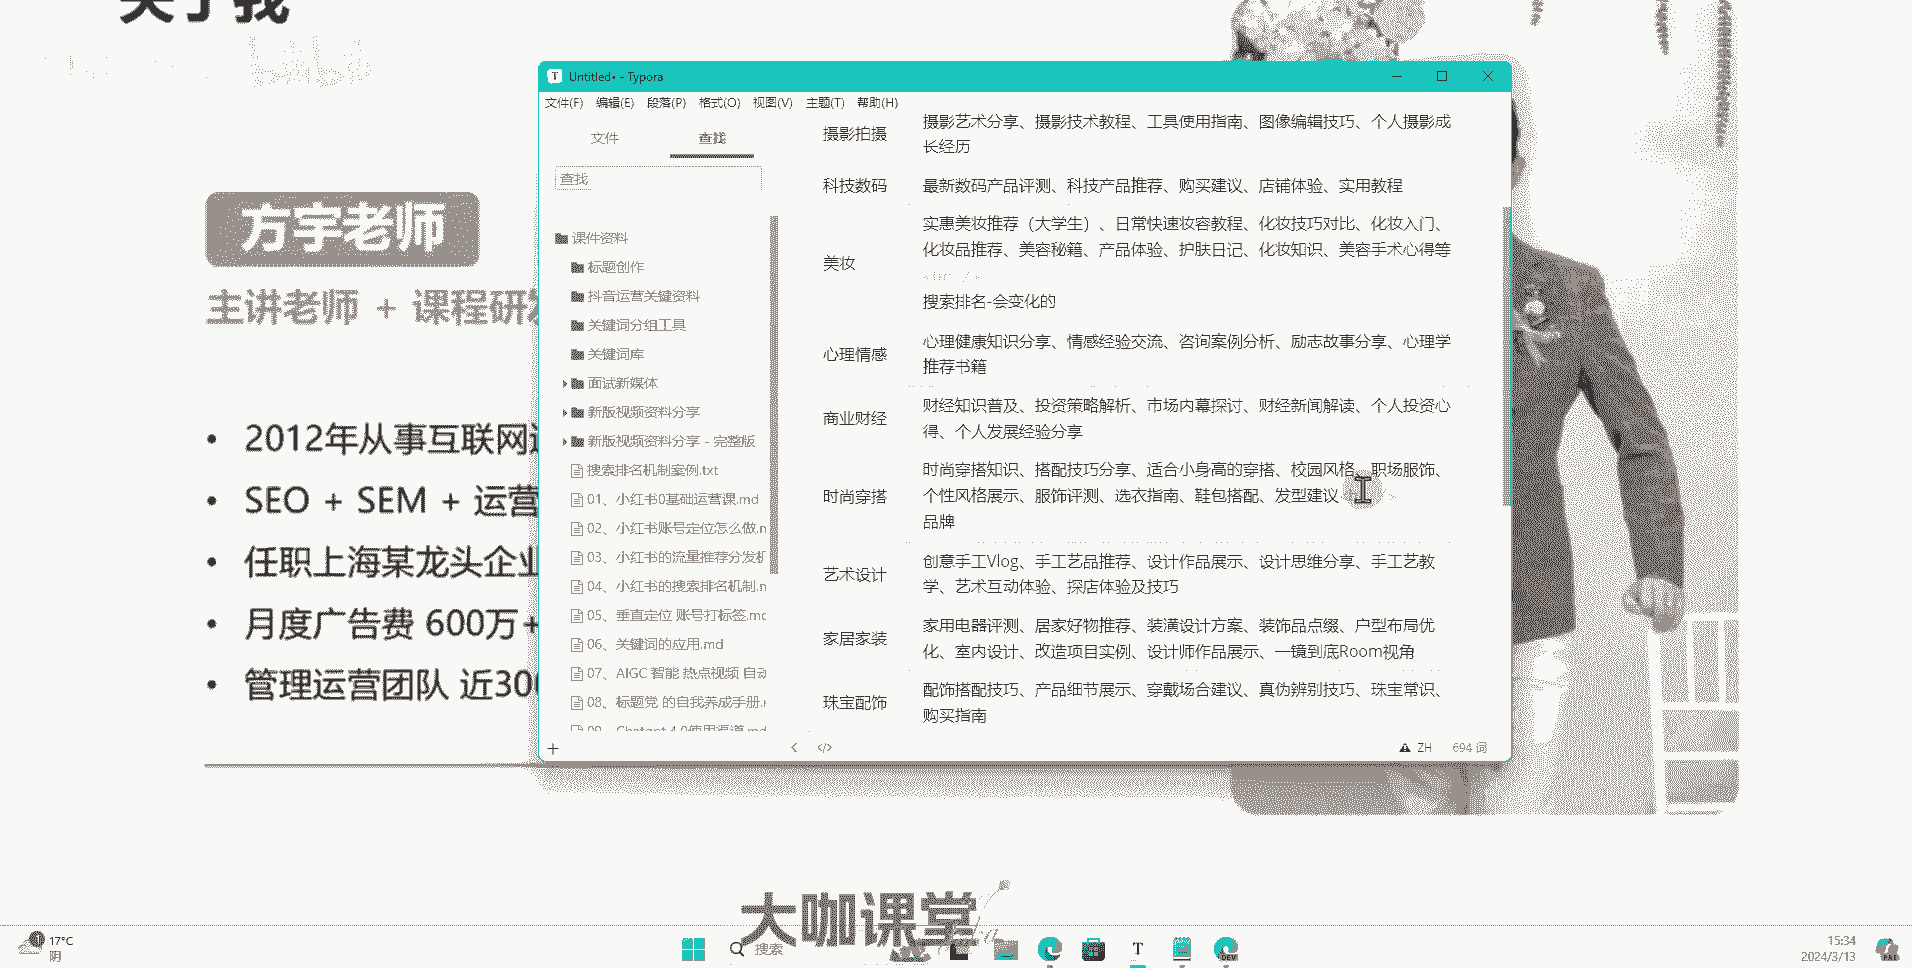 关于我
bilibili
方宇老师
主讲老师 + 课程研发
2012年从事互联网运
SEO + SEM + 运营
任职上海某龙头企业
月度广告费 600万+
管理运营团队 近300
Untitled• - Typora
文件(F) 编辑(E) 段落(P) 格式(O) 视图(V) 主题(T) 帮助(H)
文件 查找
查找
课件资料
标题创作
抖音运营关键资料
关键词分组工具
关键词库
面试新媒体
新版视频资料分享
新版视频资料分享 - 完整版
搜索排名机制案例.txt
01、小红书0基础运营课.md
02、小红书账号定位怎么做.n
03、小红书的流量推荐分发机
04、小红书的搜索排名机制.n
05、垂直定位 账号打标签.mc
06、关键词的应用.md
07、AIGC 智能 热点视频 自动
08、标题党 的自我养成手册.r
09、Chatgpt 4.0使用渠道.md
摄影拍摄
摄影艺术分享、摄影技术教程、工具使用指南、图像编辑技巧、个人摄影成
长经历
科技数码
最新数码产品评测、科技产品推荐、购买建议、店铺体验、实用教程
美妆
实惠美妆推荐（大学生）、日常快速妆容教程、化妆技巧对比、化妆入门、
化妆品推荐、美容秘籍、产品体验、护肤日记、化妆知识、美容手术心得等
搜索排名-会变化的
心理情感
心理健康知识分享、情感经验交流、咨询案例分析、励志故事分享、心理学
推荐书籍
商业财经
财经知识普及、投资策略解析、市场内幕探讨、财经新闻解读、个人投资心
得、个人发展经验分享
时尚穿搭
时尚穿搭知识、搭配技巧分享、适合小身高的穿搭、校园风格、职场服饰、
个性风格展示、服饰评测、选衣指南、鞋包搭配、发型建议
品牌
艺术设计
创意手工Vlog、手工艺品推荐、设计作品展示、设计思维分享、手工艺教
学、艺术互动体验、探店体验及技巧
家居家装
家用电器评测、居家好物推荐、装潢设计方案、装饰品点缀、户型布局优
化、室内设计、改造项目实例、设计师作品展示、一镜到底Room视角
珠宝配饰
配饰搭配技巧、产品细节展示、穿戴场合建议、真伪辨别技巧、珠宝常识、
购买指南
ZH 694 词
大咖课堂
17°C
阴
搜索
15:34
2024/3/13